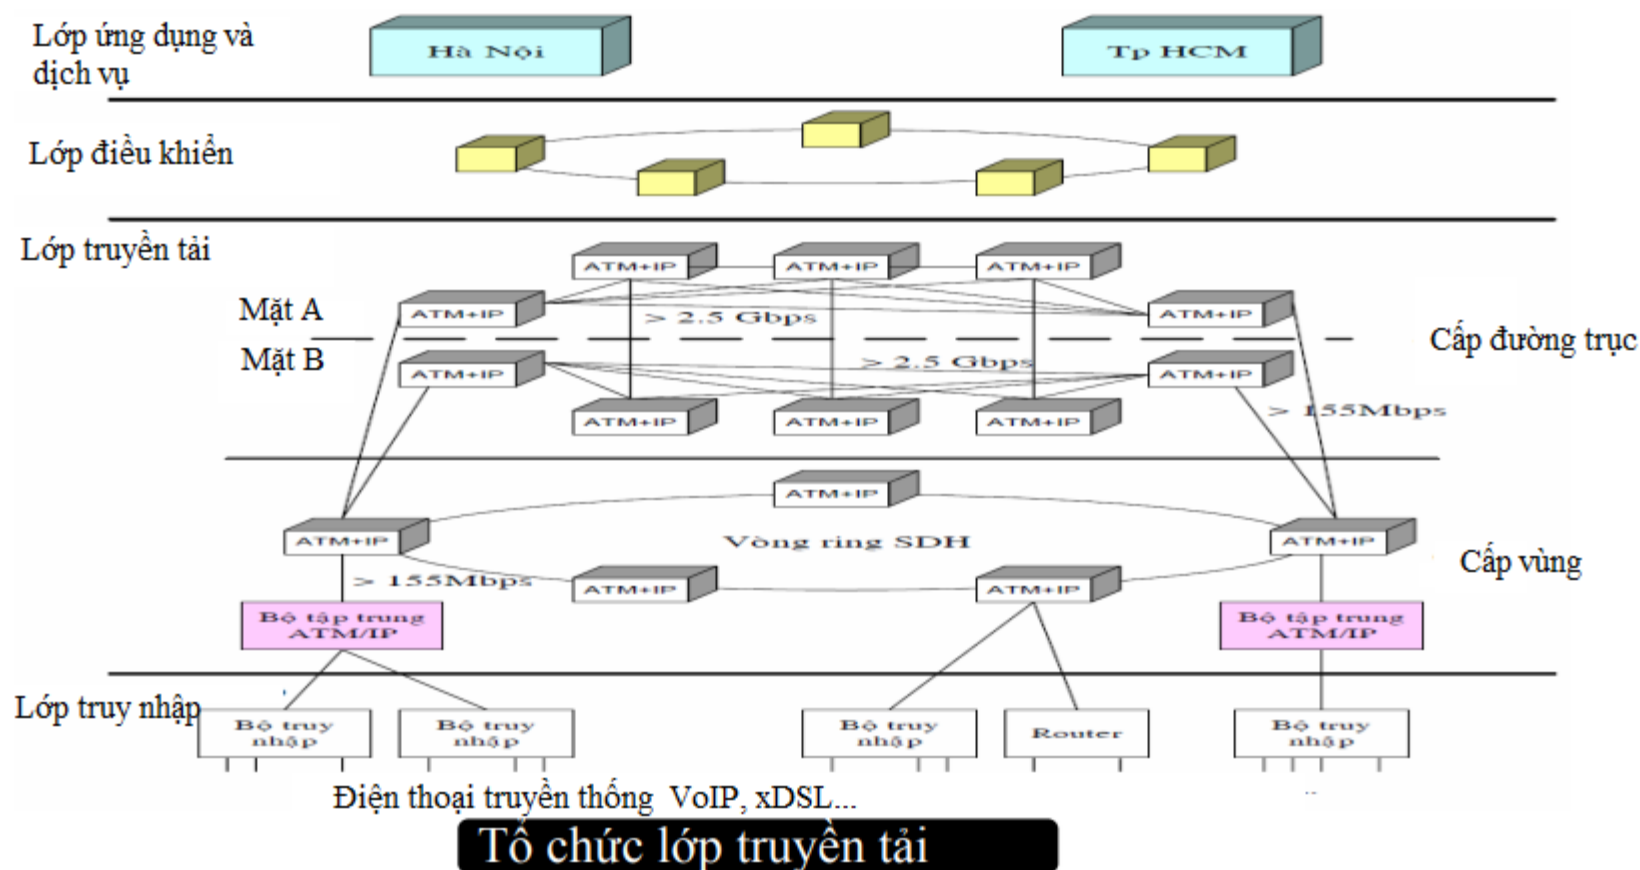 Lớp ứng dụng và
dịch vụ
Hà Nội
Tp HCM
Lớp điều khiển
Lớp truyền tải
ATM+IP
ATM+IP
ATM+IP
Mặt A
ATM+IP
> 2.5 Gbps
ATM+IP
Cấp đường trục
Mặt B
ATM+IP
> 2.5 Gbps
ATM+IP
ATM+IP
ATM+IP
ATM+IP
> 155Mbps
ATM+IP
ATM+IP
Vòng ring SDH
ATM+IP
Cấp vùng
> 155Mbps
ATM+IP
ATM+IP
Bộ tập trung
ATM/IP
Bộ tập trung
ATM/IP
Lớp truy nhập
Bộ truy
nhập
Bộ truy
nhập
Bộ truy
nhập
Router
Bộ truy
nhập
Điện thoại truyền thống VoIP, xDSL...
Tổ chức lớp truyền tải